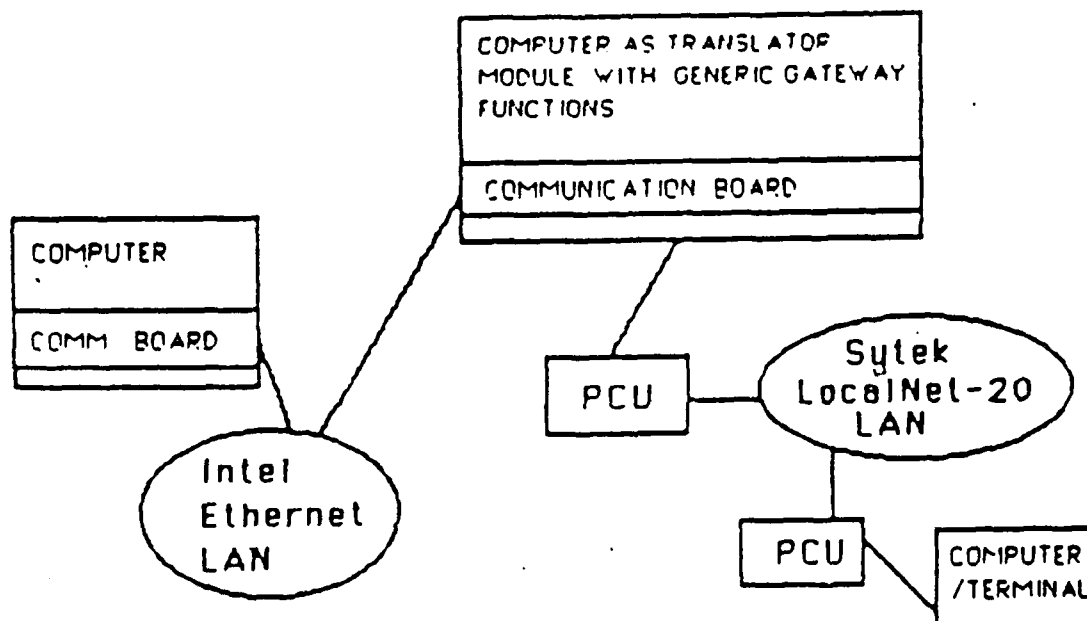 COMPUTER AS TRANSLATOR
MODULE WITH GENERIC GATEWAY
FUNCTIONS
COMMUNICATION BOARD
COMPUTER
COMM BOARD
PCU
Sytek
LocalNet-20
LAN
Intel
Ethernet
LAN
PCU
COMPUTER
/TERMINAL